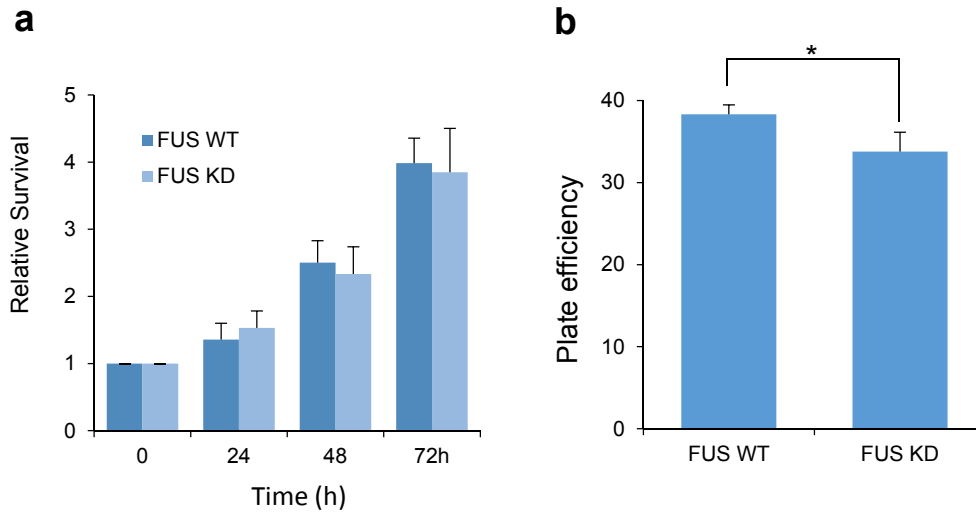 a
Relative Survival
5
4
3
2
1
0
FUS WT
FUS KD
0 24 48 72h
Time (h)
b
*
Plate efficiency
40
30
20
10
0
FUS WT FUS KD